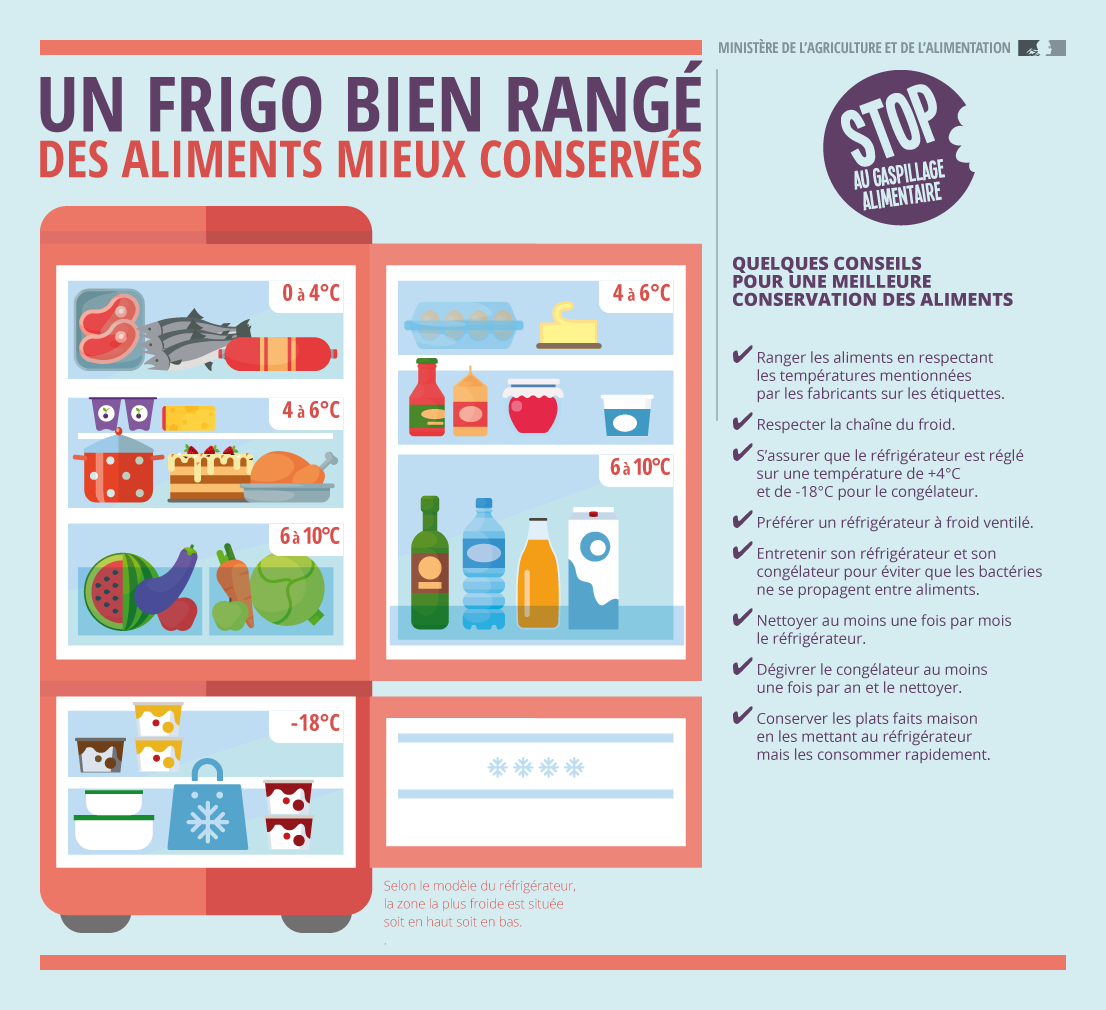 MINISTÈRE DE L'AGRICULTURE ET DE L'ALIMENTATION
UN FRIGO BIEN RANGÉ
DES ALIMENTS MIEUX CONSERVÉS
STOP
AU GASPILLAGE
ALIMENTAIRE
0 à 4°C
4 à 6°C
6 à 10°C
4 à 6°C
6 à 10°C
-18°C
Selon le modèle du réfrigérateur,
la zone la plus froide est située
soit en haut soit en bas.
.
QUELQUES CONSEILS
POUR UNE MEILLEURE
CONSERVATION DES ALIMENTS
✔ Ranger les aliments en respectant
les températures mentionnées
par les fabricants sur les étiquettes.
✔ Respecter la chaîne du froid.
✔ S'assurer que le réfrigérateur est réglé
sur une température de +4°C
et de -18°C pour le congélateur.
✔ Préférer un réfrigérateur à froid ventilé.
✔ Entretenir son réfrigérateur et son
congélateur pour éviter que les bactéries
ne se propagent entre aliments.
✔ Nettoyer au moins une fois par mois
le réfrigérateur.
✔ Dégivrer le congélateur au moins
une fois par an et le nettoyer.
✔ Conserver les plats faits maison
en les mettant au réfrigérateur
mais les consommer rapidement.